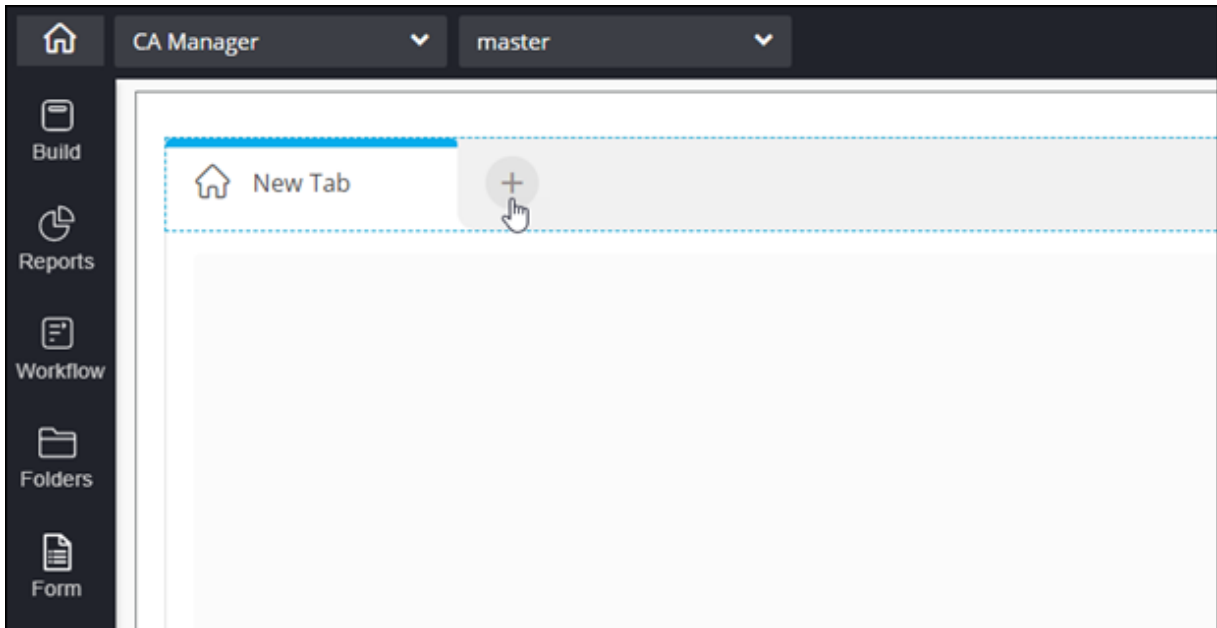 CA Manager
master
Build
New Tab
Reports
Workflow
Folders
Form